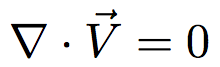 ∇ · V⃗ = 0